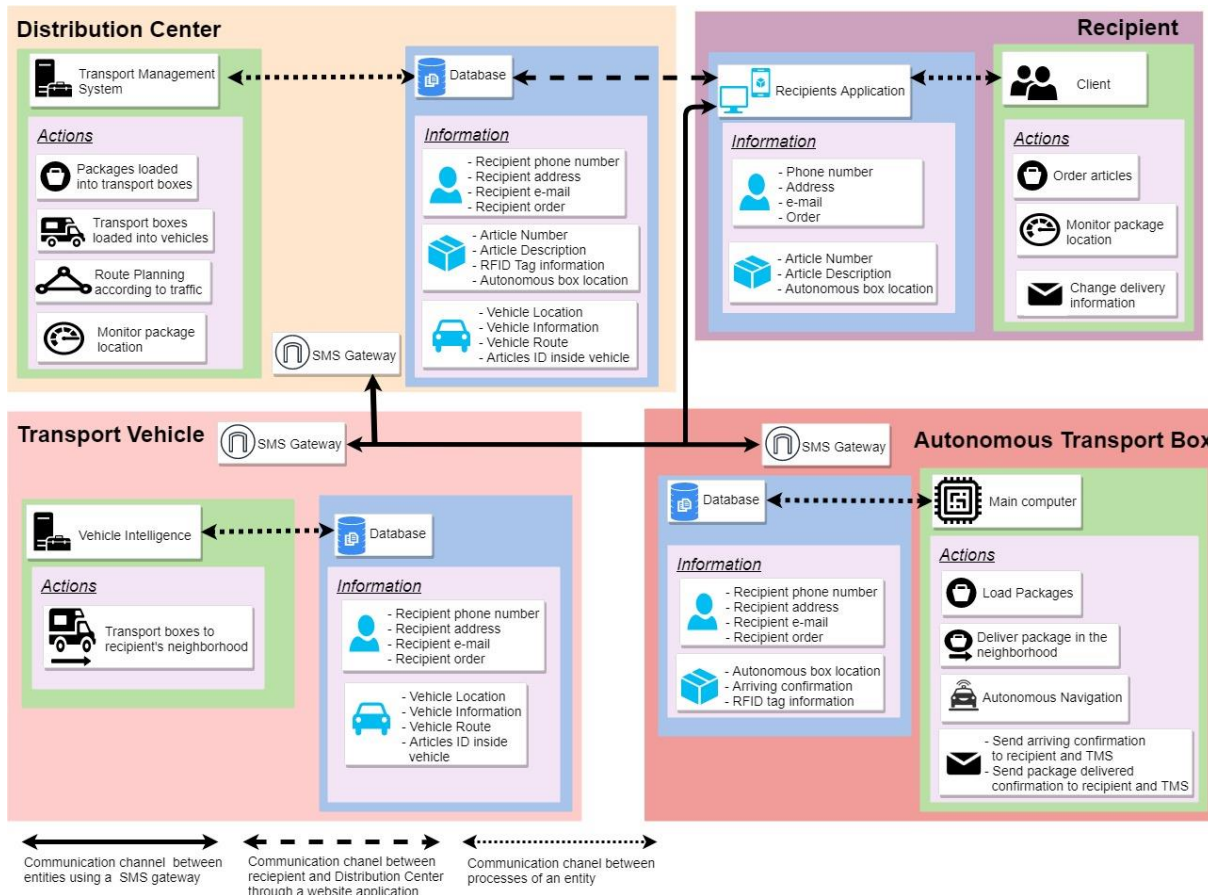 Distribution Center
Transport Management
System
Database
Actions
Packages loaded
into transport boxes
Transport boxes
loaded into vehicles
Route Planning
according to traffic
Monitor package
location
Information
- Recipient phone number
- Recipient address
- Recipient e-mail
- Recipient order
- Article Number
- Article Description
- RFID Tag information
- Autonomous box location
- Vehicle Location
- Vehicle Information
- Vehicle Route
- Articles ID inside vehicle
SMS Gateway
Recipient
Recipients Application
Client
Information
- Phone number
- Address
- e-mail
- Order
- Article Number
- Article Description
- Autonomous box location
Actions
Order articles
Monitor package
location
Change delivery
information
Transport Vehicle
SMS Gateway
Vehicle Intelligence
Database
Actions
Transport boxes to
recipient's neighborhood
Information
- Recipient phone number
- Recipient address
- Recipient e-mail
- Recipient order
- Vehicle Location
- Vehicle Information
- Vehicle Route
- Articles ID inside
vehicle
SMS Gateway
Autonomous Transport Box
Database
Main computer
Information
- Recipient phone number
- Recipient address
- Recipient e-mail
- Recipient order
- Autonomous box location
- Arriving confirmation
- RFID tag information
Actions
Load Packages
Deliver package in the
neighborhood
Autonomous Navigation
- Send arriving confirmation
to recipient and TMS
- Send package delivered
confirmation to recipient and TMS
Communication channel between
entities using a SMS gateway
Communication chanel between
reciepient and Distribution Center
through a website application
Communication chanel between
processes of an entity